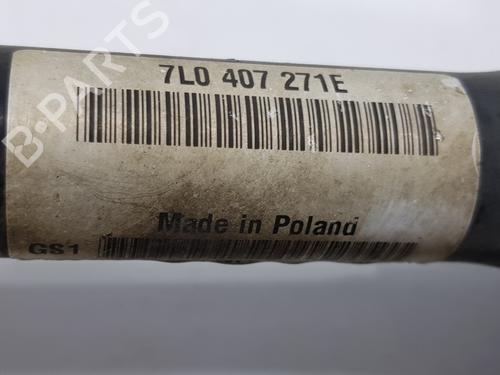 7L0 407 271E
Made in Poland
GS1
B-PARTS